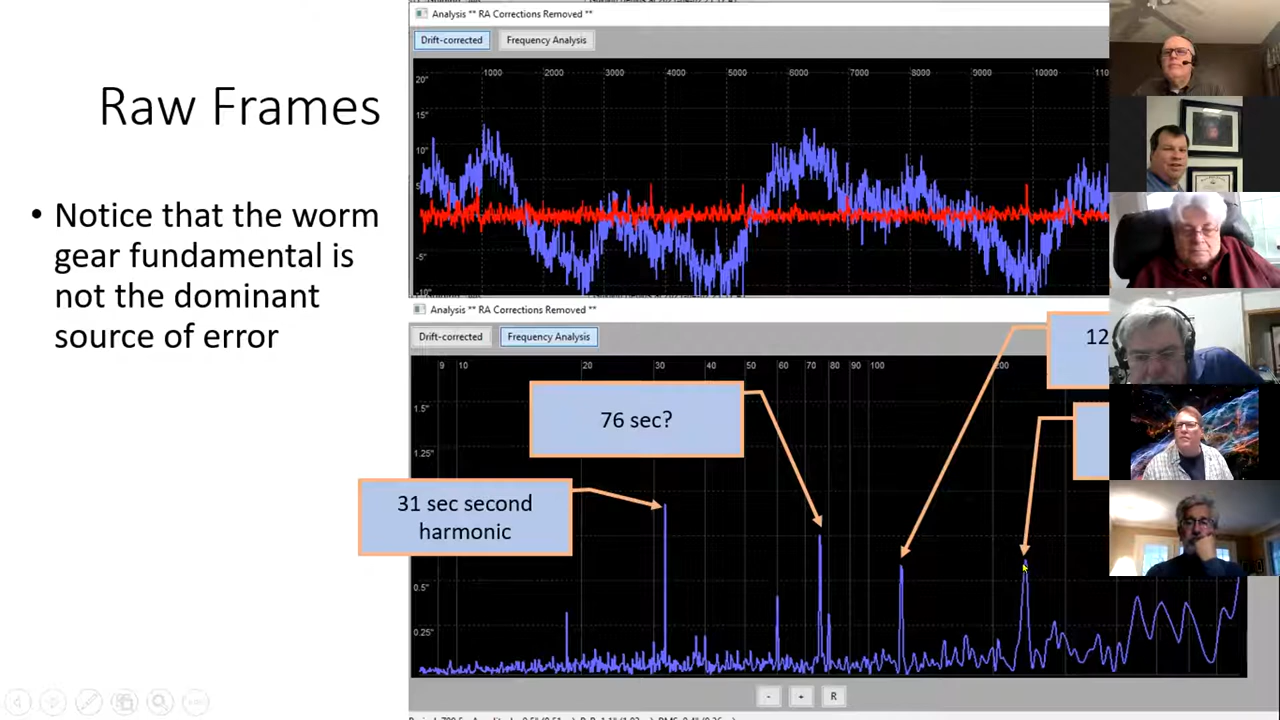 Raw Frames
• Notice that the worm
gear fundamental is
not the dominant
source of error
Analysis ** RA Corrections Removed **
Drift-corrected Frequency Analysis
1000 2000 3000 4000 5000 6000 7000 8000 9000 10000 110
20"
15"
10"
5
-5"
-10"
Analysis ** RA Corrections Removed **
Drift-corrected Frequency Analysis
9 10 20 30 40 50 60 70 80 90 100 200
1.5"
1.25"
0.5"
0.25"
12
76 sec?
31 sec second
harmonic
- + R